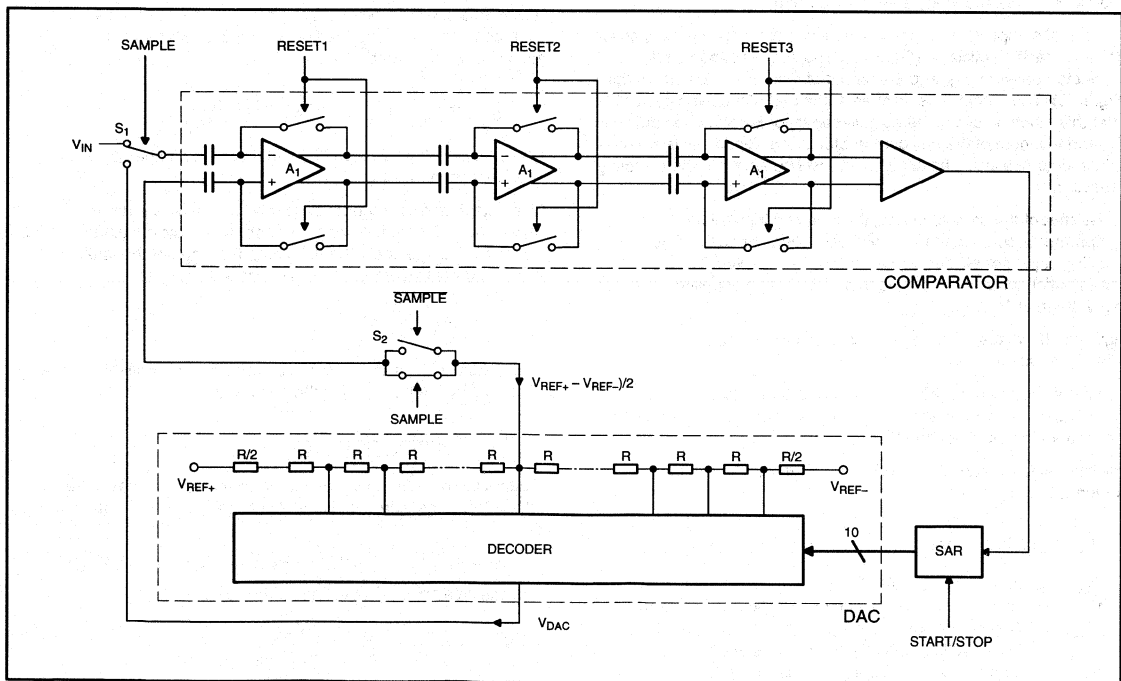 SAMPLE
RESET1
RESET2
RESET3
S1
VIN
−
A1
+
−
A1
+
−
A1
+
COMPARATOR
SAMPLE
S2
SAMPLE
VREF+ − VREF−)/2
R/2 R R R R R R R R R/2
VREF+
VREF−
DECODER
10
SAR
DAC
VDAC
START/STOP